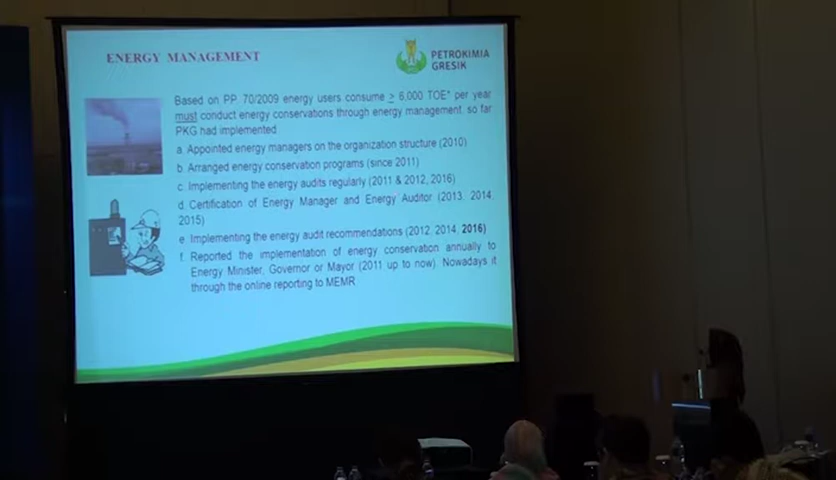 ENERGY MANAGEMENT
PETROKIMIA
GRESIK
Based on PP. 70/2009 energy users consume > 6,000 TOE* per year
must conduct energy conservations through energy management, so far
PKG had implemented
a. Appointed energy managers on the organization structure (2010)
b. Arranged energy conservation programs (since 2011)
c. Implementing the energy audits regularly (2011 & 2012, 2016)
d. Certification of Energy Manager and Energy Auditor (2013, 2014,
2015)
e. Implementing the energy audit recommendations (2012, 2014, 2016)
f. Reported the implementation of energy conservation annually to
Energy Minister, Governor or Mayor (2011 up to now). Nowadays it
through the online reporting to MEMR